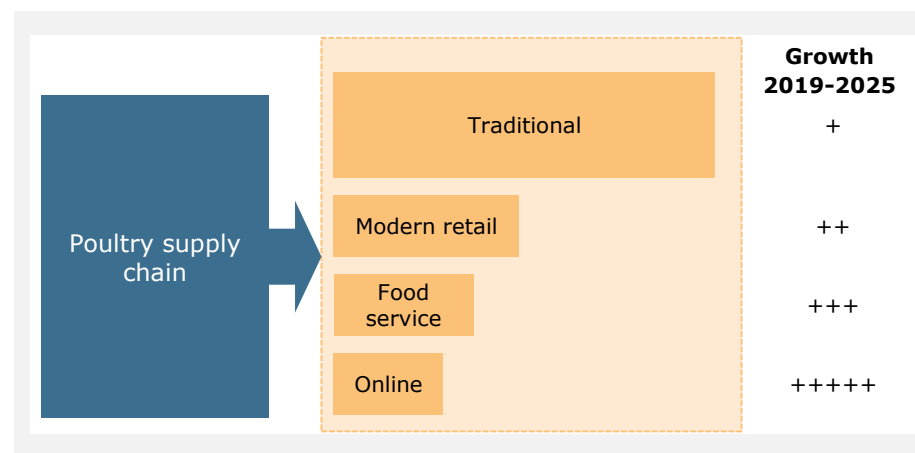 Growth
2019-2025
Poultry supply
chain
Traditional
+
Modern retail
++
Food
service
+++
Online
+++++